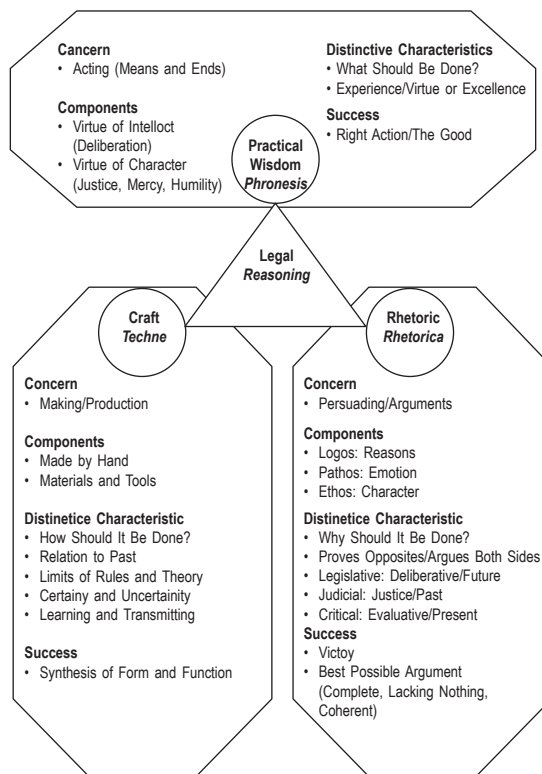 Cancern
• Acting (Means and Ends)
Components
• Virtue of Intelloct
(Deliberation)
• Virtue of Character
(Justice, Mercy, Humility)
Distinctive Characteristics
• What Should Be Done?
• Experience/Virtue or Excellence
Success
• Right Action/The Good
Practical
Wisdom
Phronesis
Legal
Reasoning
Craft
Techne
Concern
• Making/Production
Components
• Made by Hand
• Materials and Tools
Distinetice Characteristic
• How Should It Be Done?
• Relation to Past
• Limits of Rules and Theory
• Certainy and Uncertainity
• Learning and Transmitting
Success
• Synthesis of Form and Function
Rhetoric
Rhetorica
Concern
• Persuading/Arguments
Components
• Logos: Reasons
• Pathos: Emotion
• Ethos: Character
Distinetice Characteristic
• Why Should It Be Done?
• Proves Opposites/Argues Both Sides
• Legislative: Deliberative/Future
• Judicial: Justice/Past
• Critical: Evaluative/Present
Success
• Victoy
• Best Possible Argument
(Complete, Lacking Nothing,
Coherent)